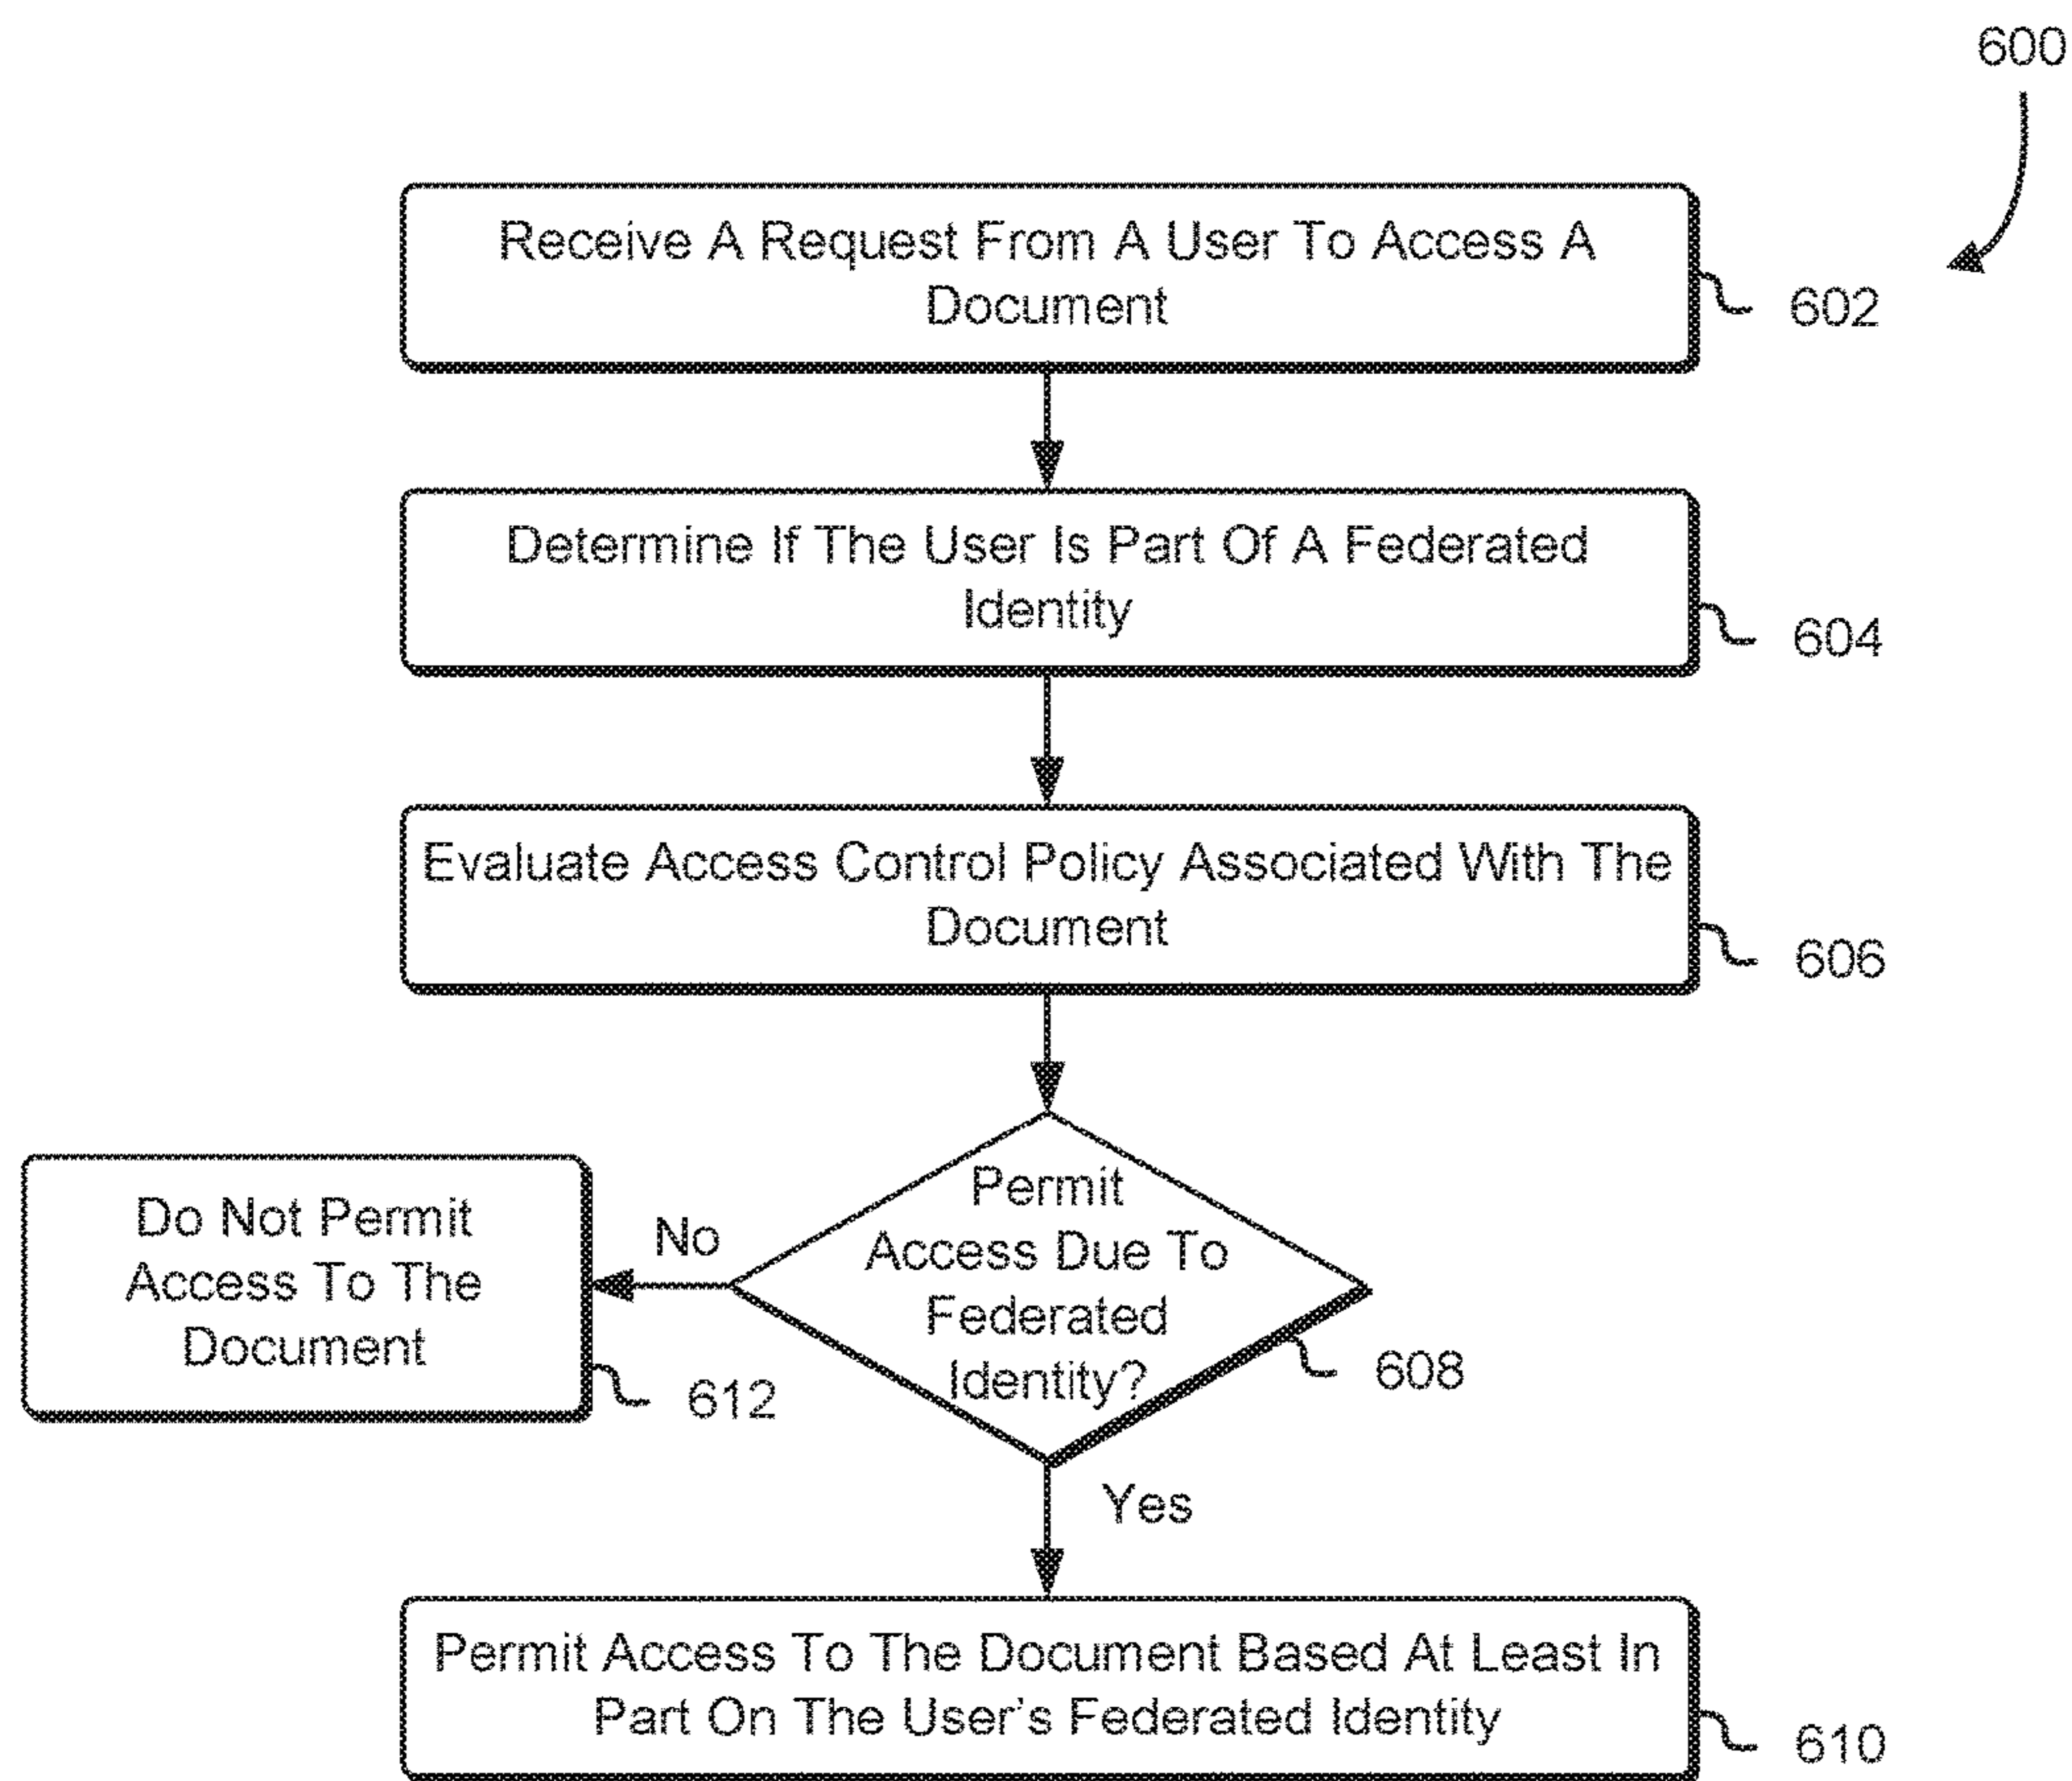 600
Receive A Request From A User To Access A
Document
602
Determine If The User Is Part Of A Federated
Identity
604
Evaluate Access Control Policy Associated With The
Document
606
Permit
Access Due To
Federated
Identity?
608
No
Do Not Permit
Access To The
Document
612
Yes
Permit Access To The Document Based At Least In
Part On The User's Federated Identity
610